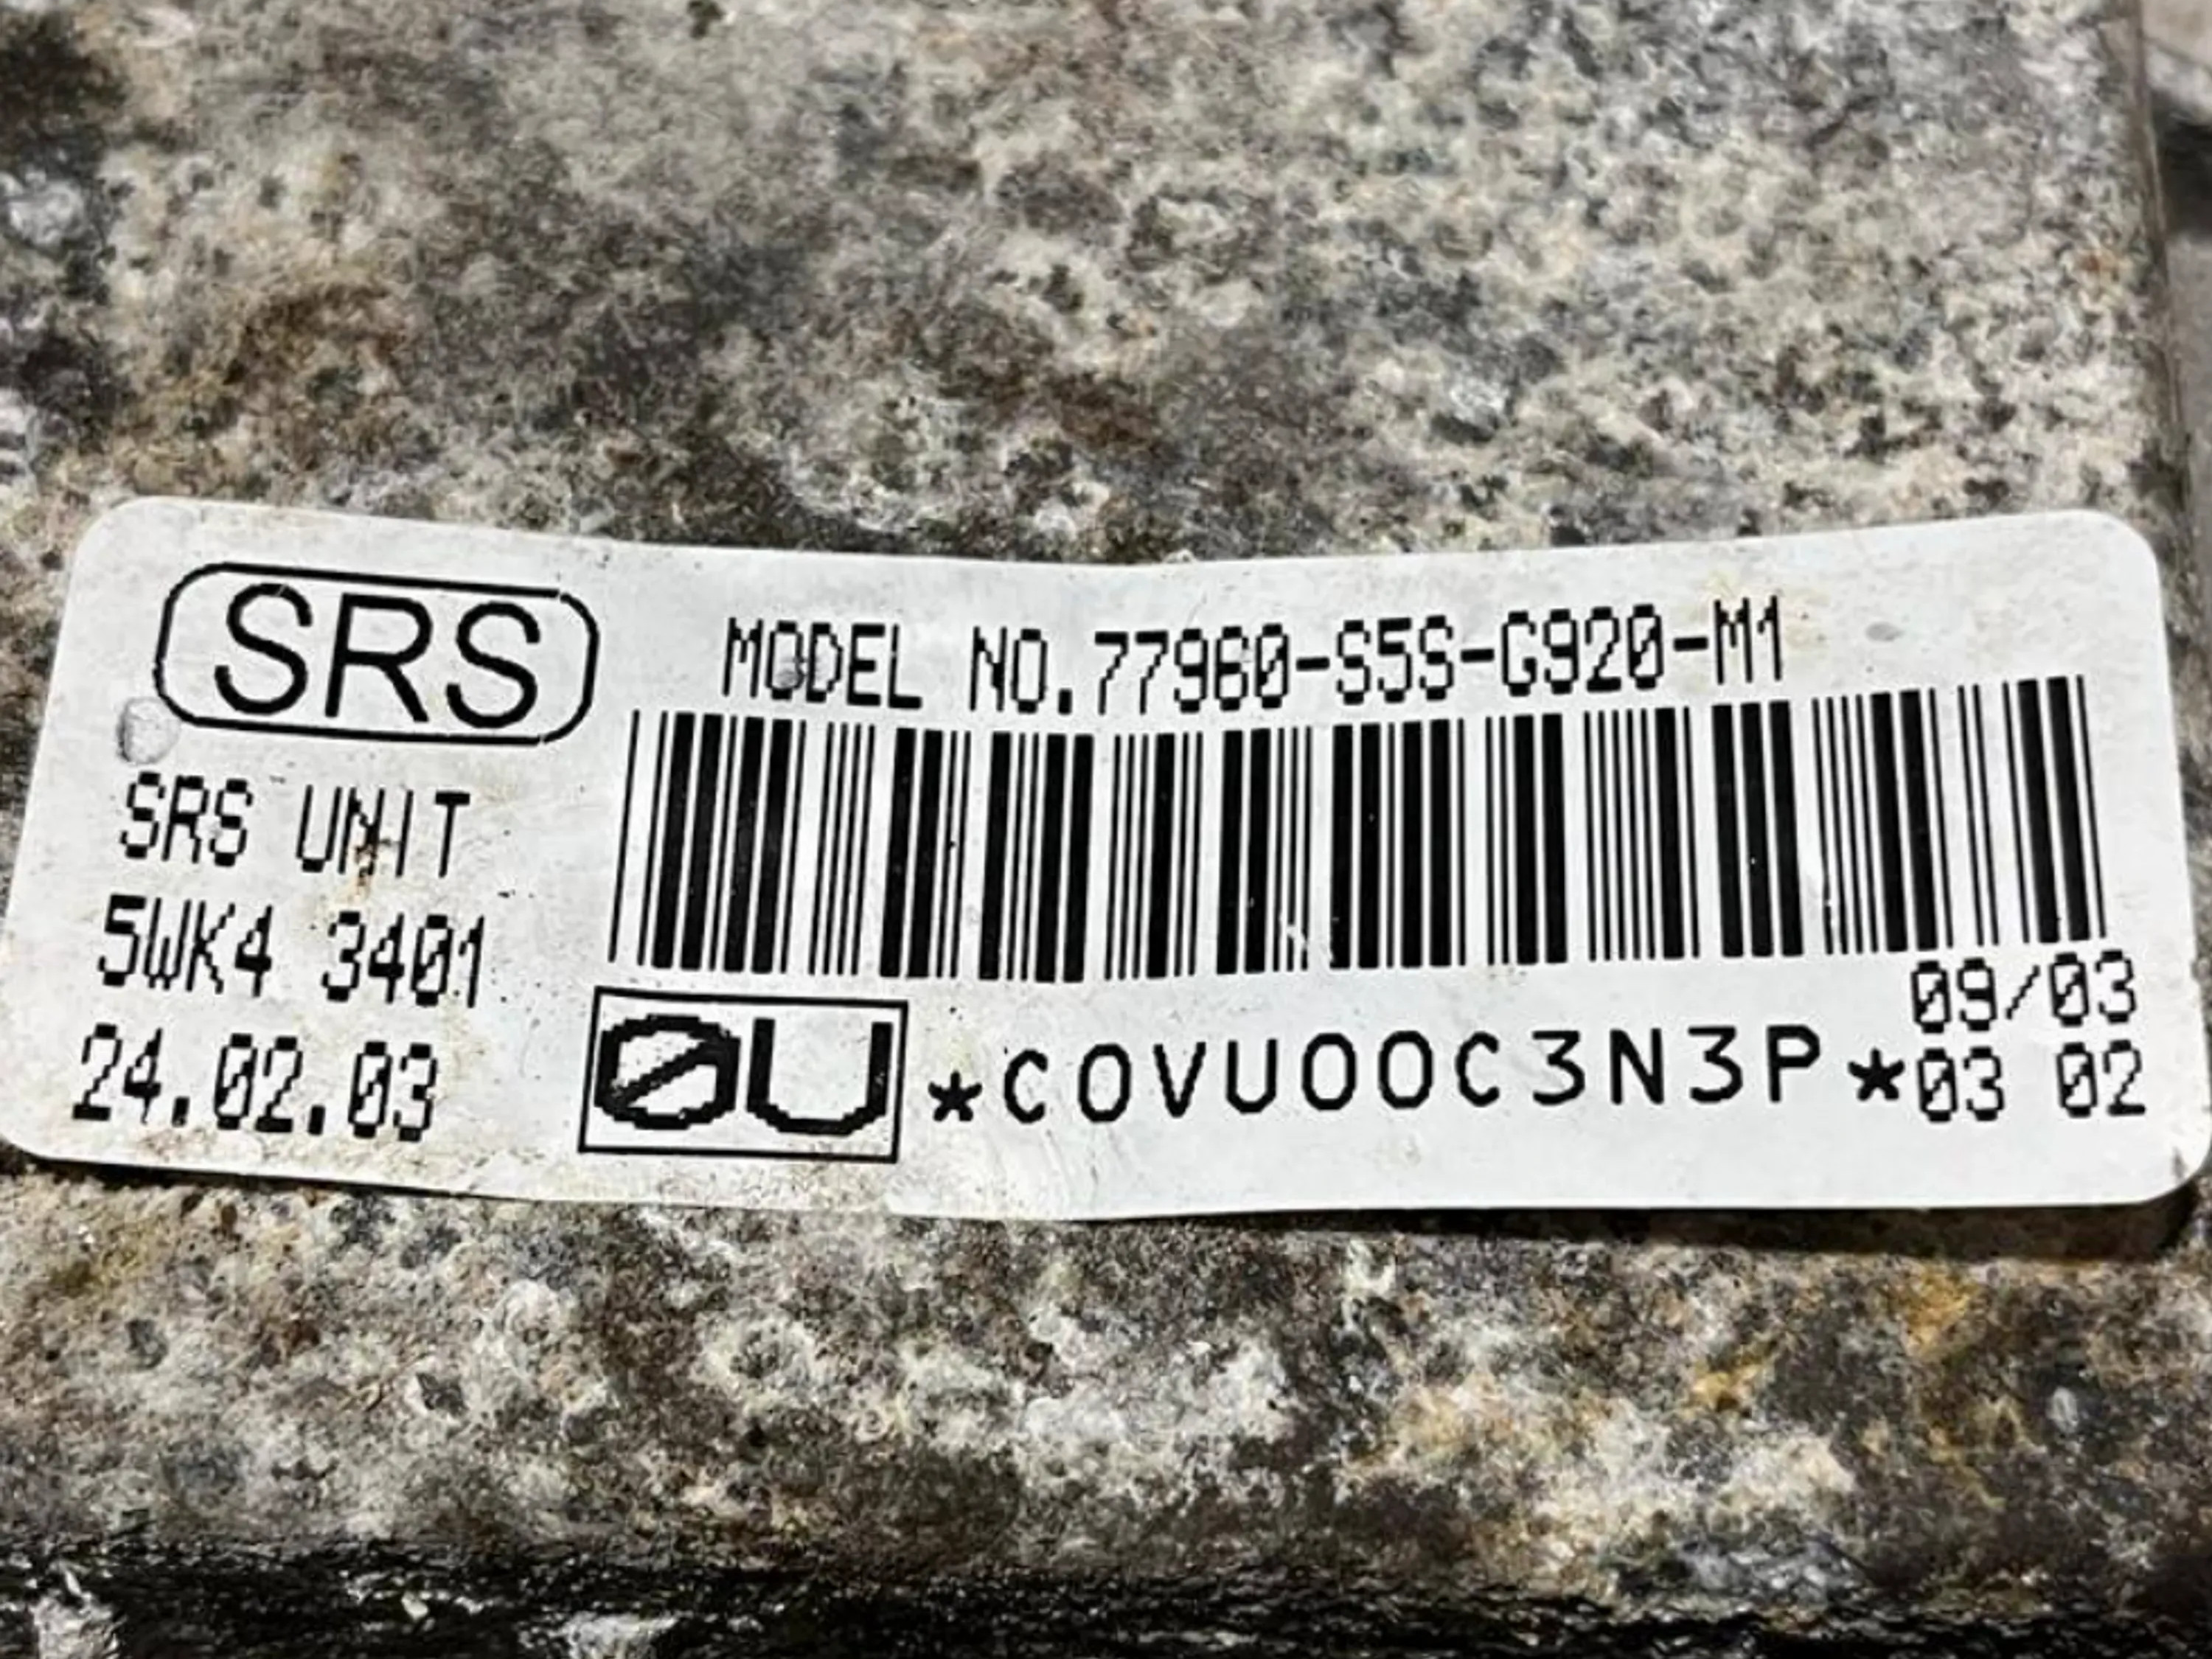 SRS
MODEL NO.77960-S5S-G920-M1
SRS UNIT
5WK4 3401
24.02.03
0U
*C0VU00C3N3P*
09/03
03 02